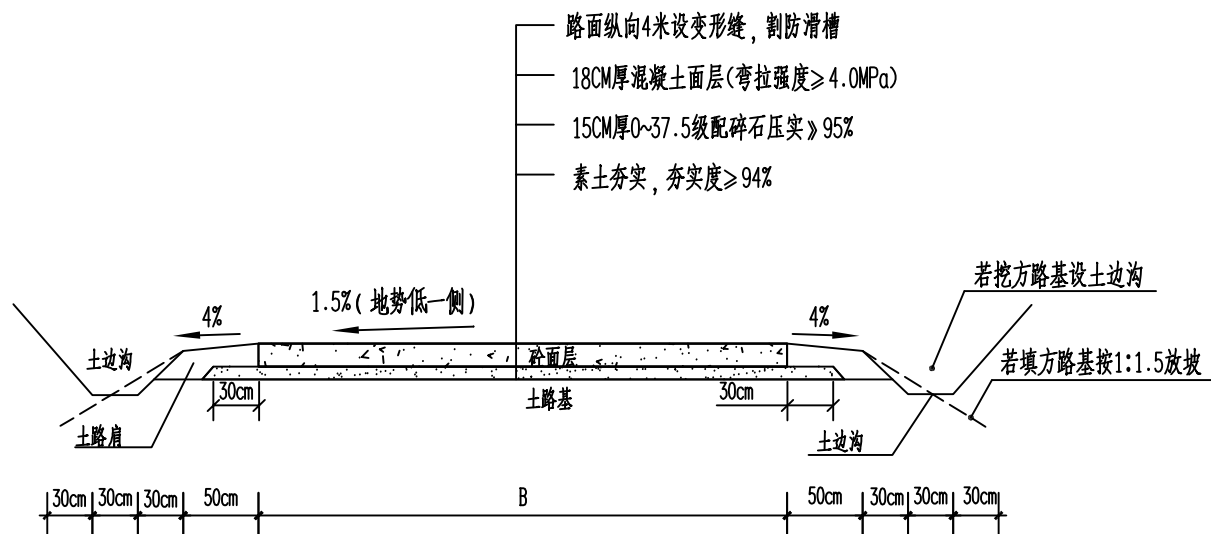 路面纵向4米设变形缝，割防滑槽
18CM厚混凝土面层(弯拉强度≥4.0MPa)
15CM厚0~37.5级配碎石压实》95%
素土夯实，夯实度≥94%
若挖方路基设土边沟
1.5%(地势低一侧)
4%
4%
土边沟
砼面层
若填方路基按1:1.5放坡
30cm
土路基
30cm
土路肩
土边沟
30cm 30cm 30cm 50cm B 50cm 30cm 30cm 30cm